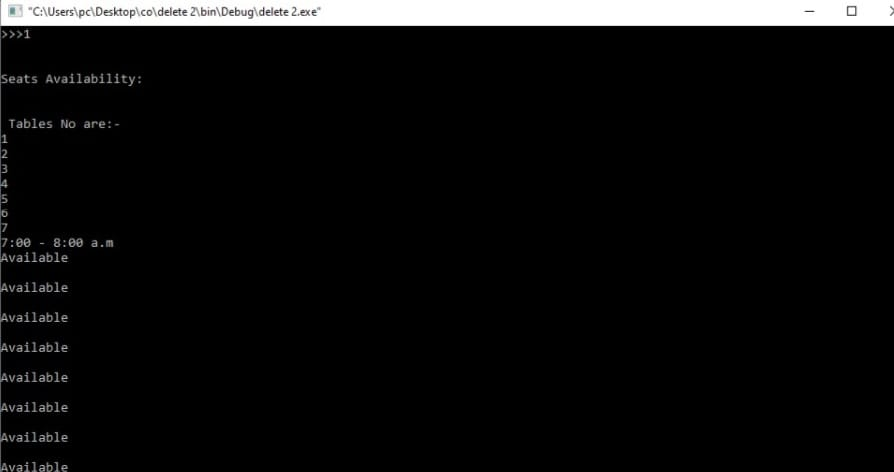 "C:\Users\pc\Desktop\co\delete 2\bin\Debug\delete 2.exe"
>>>1
Seats Availability:
Tables No are:-
1
2
3
4
5
6
7
7:00 - 8:00 a.m
Available
Available
Available
Available
Available
Available
Available
Available